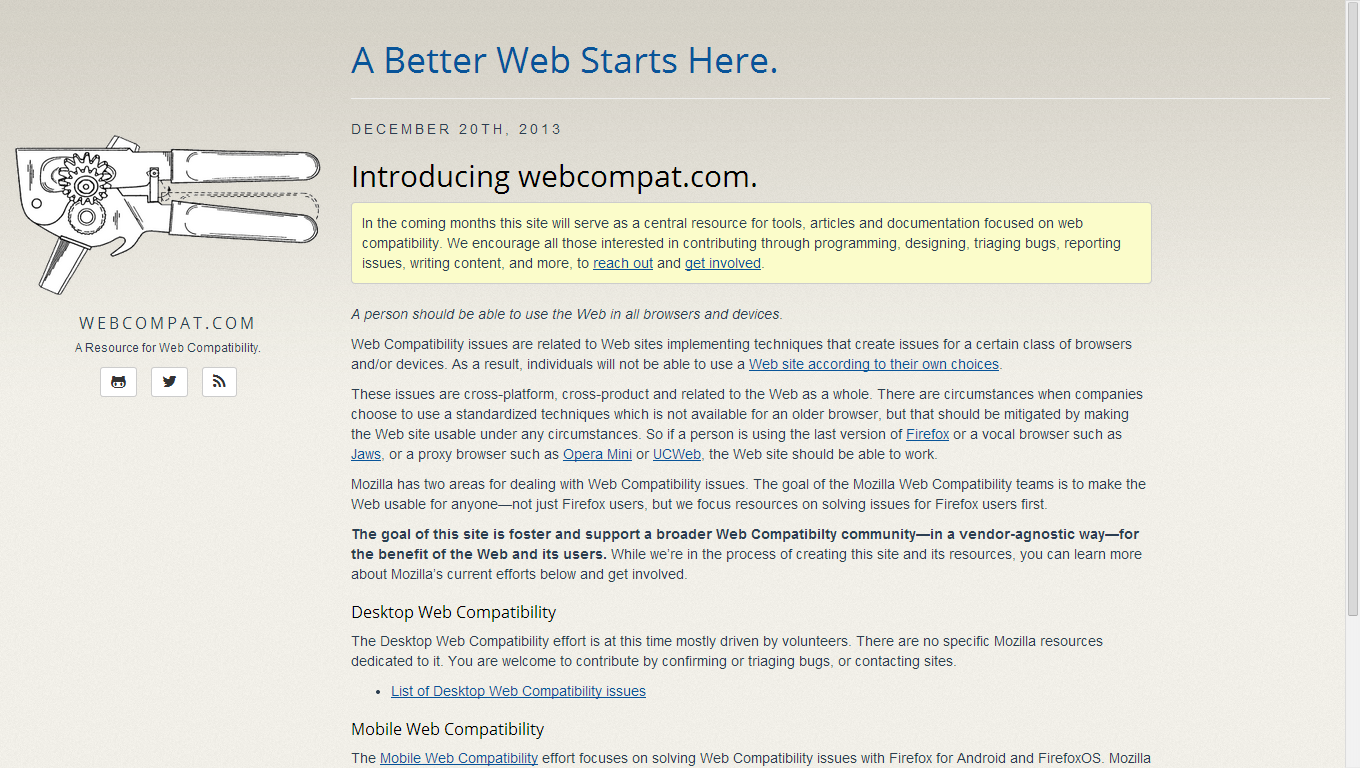 A Better Web Starts Here.
DECEMBER 20TH, 2013
Introducing webcompat.com.
In the coming months this site will serve as a central resource for tools, articles and documentation focused on web
compatibility. We encourage all those interested in contributing through programming, designing, triaging bugs, reporting
issues, writing content, and more, to reach out and get involved.
WEBCOMPAT.COM
A Resource for Web Compatibility.
A person should be able to use the Web in all browsers and devices.
Web Compatibility issues are related to Web sites implementing techniques that create issues for a certain class of browsers
and/or devices. As a result, individuals will not be able to use a Web site according to their own choices.
These issues are cross-platform, cross-product and related to the Web as a whole. There are circumstances when companies
choose to use a standardized techniques which is not available for an older browser, but that should be mitigated by making
the Web site usable under any circumstances. So if a person is using the last version of Firefox or a vocal browser such as
Jaws, or a proxy browser such as Opera Mini or UCWeb, the Web site should be able to work.
Mozilla has two areas for dealing with Web Compatibility issues. The goal of the Mozilla Web Compatibility teams is to make the
Web usable for anyone—not just Firefox users, but we focus resources on solving issues for Firefox users first.
The goal of this site is foster and support a broader Web Compatibilty community—in a vendor-agnostic way—for
the benefit of the Web and its users. While we're in the process of creating this site and its resources, you can learn more
about Mozilla's current efforts below and get involved.
Desktop Web Compatibility
The Desktop Web Compatibility effort is at this time mostly driven by volunteers. There are no specific Mozilla resources
dedicated to it. You are welcome to contribute by confirming or triaging bugs, or contacting sites.
• List of Desktop Web Compatibility issues
Mobile Web Compatibility
The Mobile Web Compatibility effort focuses on solving Web Compatibility issues with Firefox for Android and FirefoxOS. Mozilla